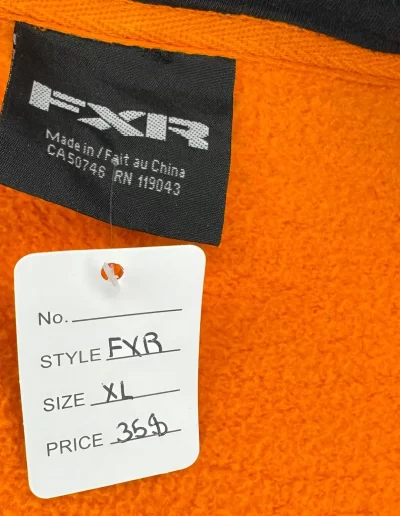 FXR
Made in / Fait au China
CA50746 RN 119043
No.
STYLE FXR
SIZE XL
PRICE 35$